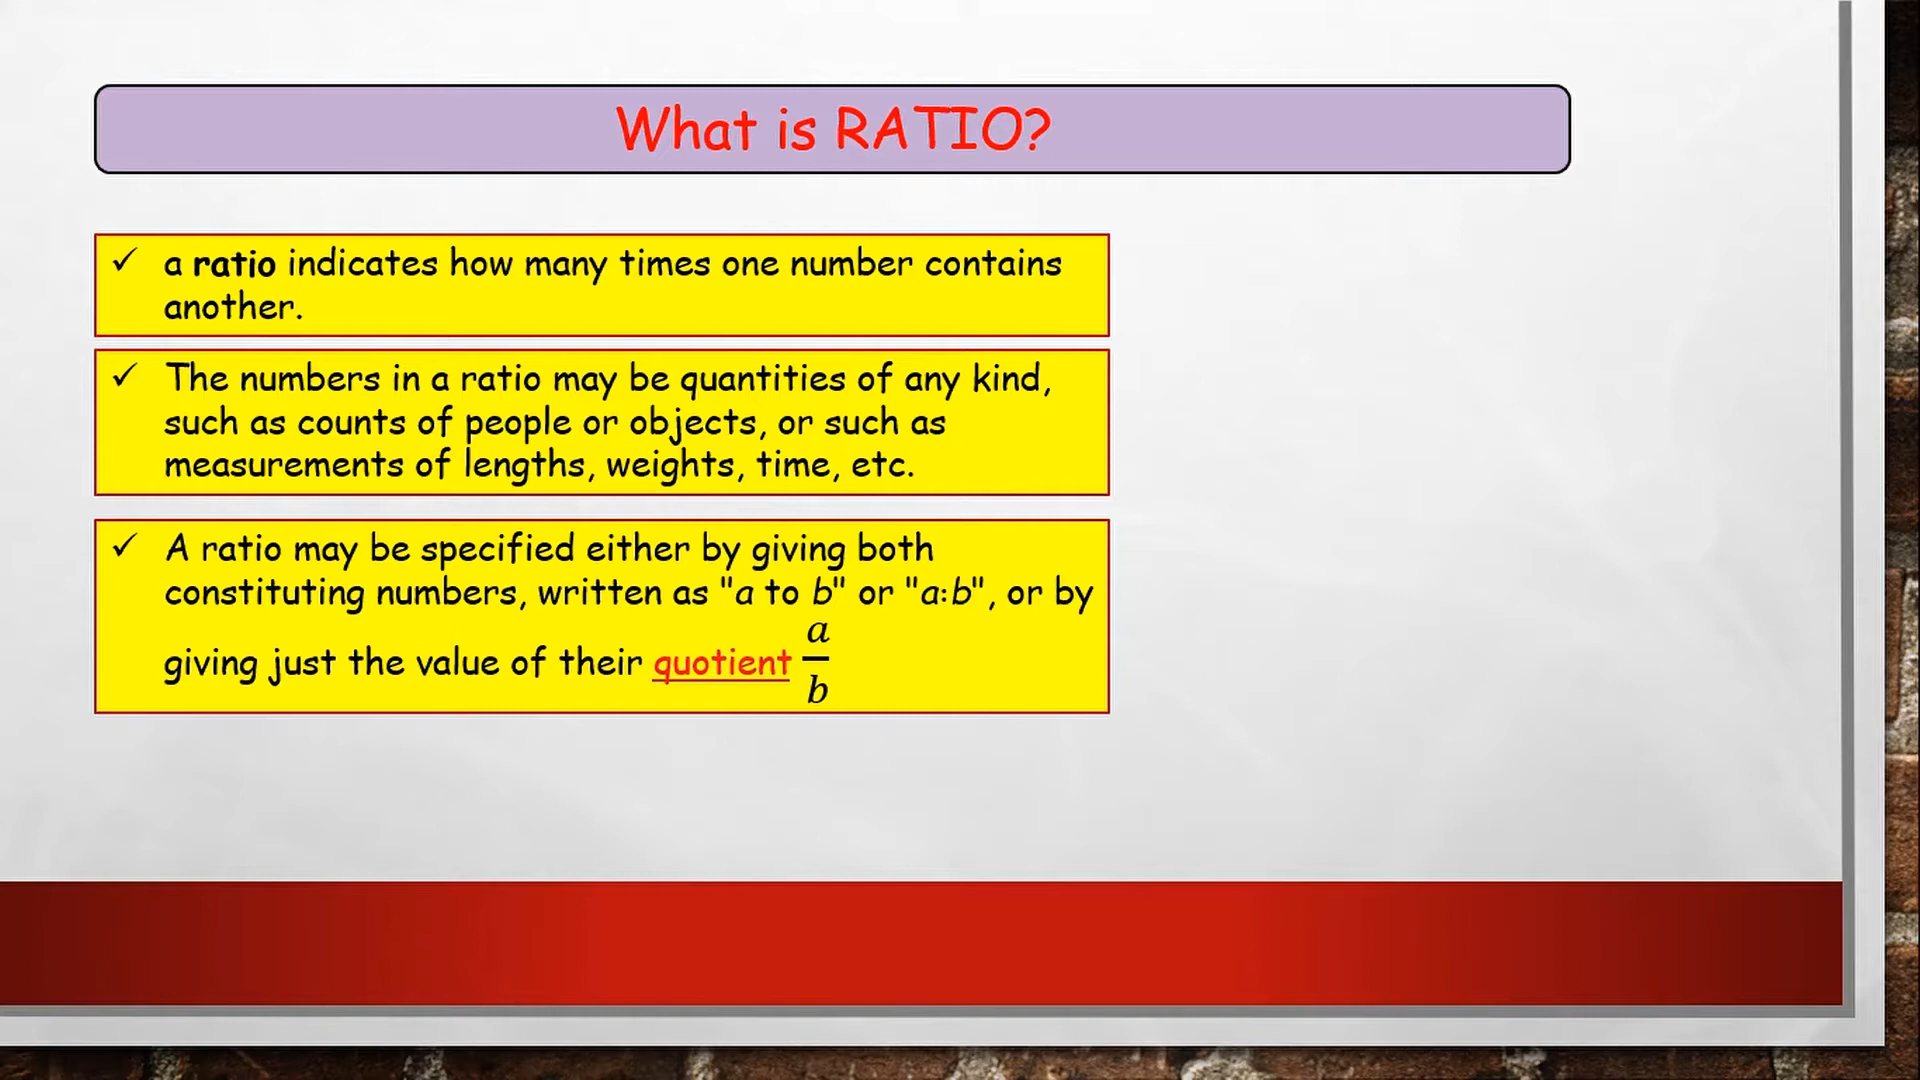 What is RATIO?
✓ a ratio indicates how many times one number contains
another.
✓ The numbers in a ratio may be quantities of any kind,
such as counts of people or objects, or such as
measurements of lengths, weights, time, etc.
✓ A ratio may be specified either by giving both
constituting numbers, written as "a to b" or "a:b", or by
giving just the value of their quotient a/b